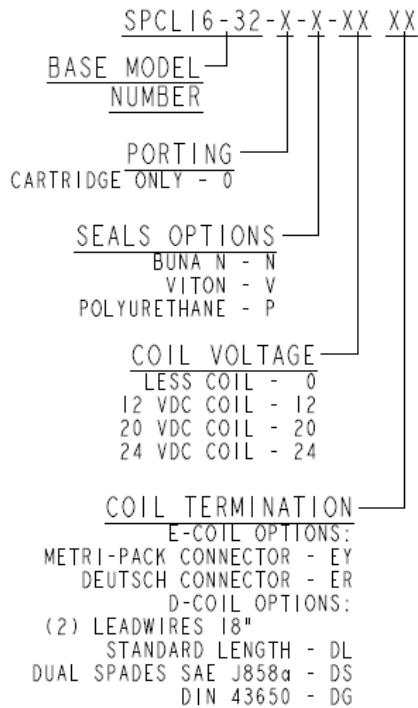 SPCL16-32-X-X-XX XX
BASE MODEL
NUMBER
PORTING
CARTRIDGE ONLY - 0
SEALS OPTIONS
BUNA N - N
VITON - V
POLYURETHANE - P
COIL VOLTAGE
LESS COIL - 0
12 VDC COIL - 12
20 VDC COIL - 20
24 VDC COIL - 24
COIL TERMINATION
E-COIL OPTIONS:
METRI-PACK CONNECTOR - EY
DEUTSCH CONNECTOR - ER
D-COIL OPTIONS:
(2) LEADWIRES 18"
STANDARD LENGTH - DL
DUAL SPADES SAE J858a - DS
DIN 43650 - DG